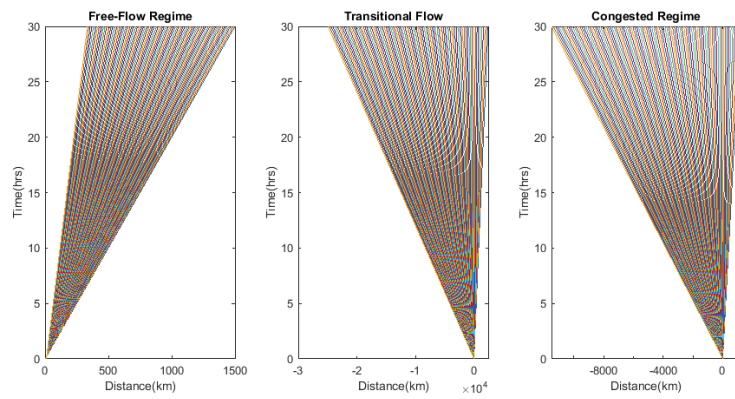 Free-Flow Regime
30
25
20
15
10
5
0
0 500 1000 1500
Time(hrs)
Distance(km)
Transitional Flow
30
25
20
15
10
5
0
-3 -2 -1 0
×10^4
Time(hrs)
Distance(km)
Congested Regime
30
25
20
15
10
5
0
-8000 -4000 0
Time(hrs)
Distance(km)